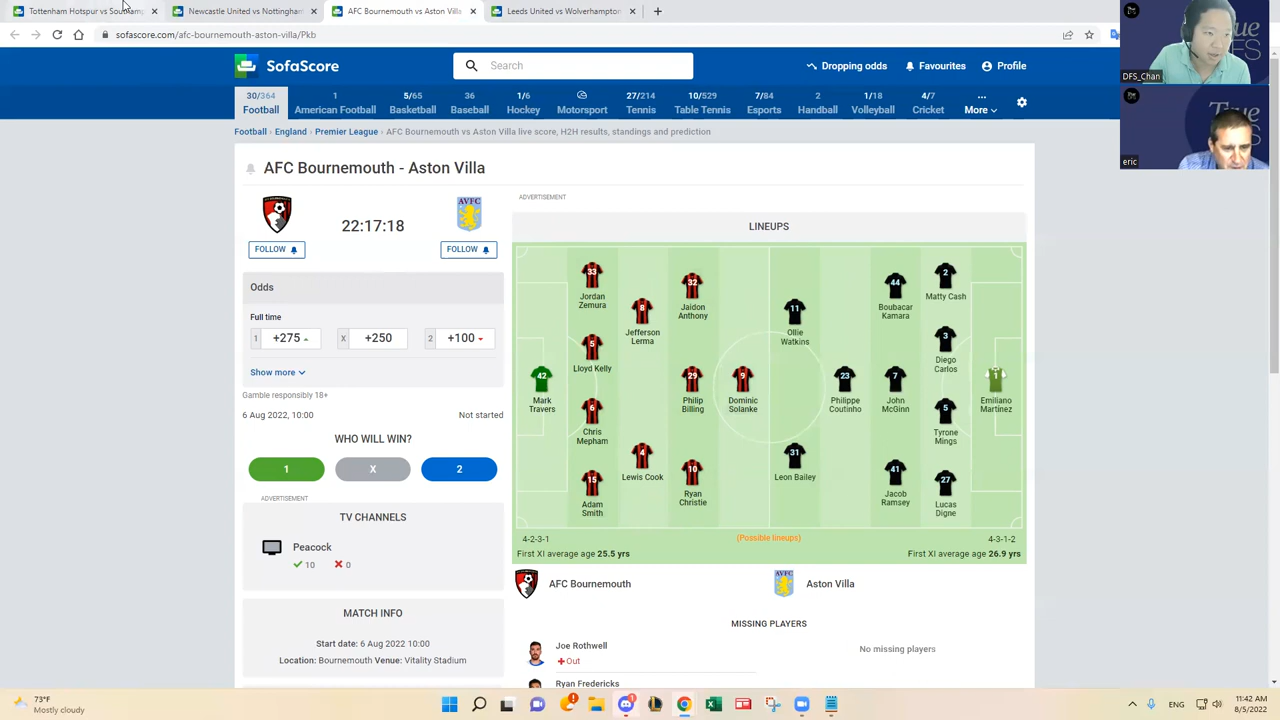 Tottenham Hotspur vs Southamp
Newcastle United vs Nottinghan
AFC Bournemouth vs Aston Villa
Leeds United vs Wolverhampton
sofascore.com/afc-bournemouth-aston-villa/Pkb
SofaScore
Search
Dropping odds
Favourites
Profile
30/364
Football
1
American Football
5/65
Basketball
36
Baseball
1/6
Hockey
Motorsport
27/214
Tennis
10/529
Table Tennis
7/84
Esports
2
Handball
1/18
Volleyball
4/7
Cricket
...
More
Football
England
Premier League
AFC Bournemouth vs Aston Villa live score, H2H results, standings and prediction
AFC Bournemouth - Aston Villa
AVFC
22:17:18
FOLLOW
FOLLOW
Odds
Full time
1 +275
X +250
2 +100
Show more
Gamble responsibly 18+
6 Aug 2022, 10:00
Not started
WHO WILL WIN?
1
X
2
ADVERTISEMENT
TV CHANNELS
Peacock
10
0
MATCH INFO
Start date: 6 Aug 2022 10:00
Location: Bournemouth Venue: Vitality Stadium
ADVERTISEMENT
LINEUPS
42
Mark
Travers
33
Jordan
Zemura
5
Lloyd Kelly
6
Chris
Mepham
15
Adam
Smith
8
Jefferson
Lerma
4
Lewis Cook
32
Jaidon
Anthony
29
Philip
Billing
10
Ryan
Christie
9
Dominic
Solanke
11
Ollie
Watkins
31
Leon Bailey
23
Philippe
Coutinho
44
Boubacar
Kamara
7
John
McGinn
41
Jacob
Ramsey
2
Matty Cash
3
Diego
Carlos
5
Tyrone
Mings
27
Lucas
Digne
1
Emiliano
Martínez
4-2-3-1
(Possible lineups)
4-3-1-2
First XI average age 25.5 yrs
First XI average age 26.9 yrs
AFC Bournemouth
Aston Villa
MISSING PLAYERS
Joe Rothwell
Out
No missing players
Ryan Fredericks
DFS_Chan
eric
73°F
Mostly cloudy
11:42 AM
8/5/2022